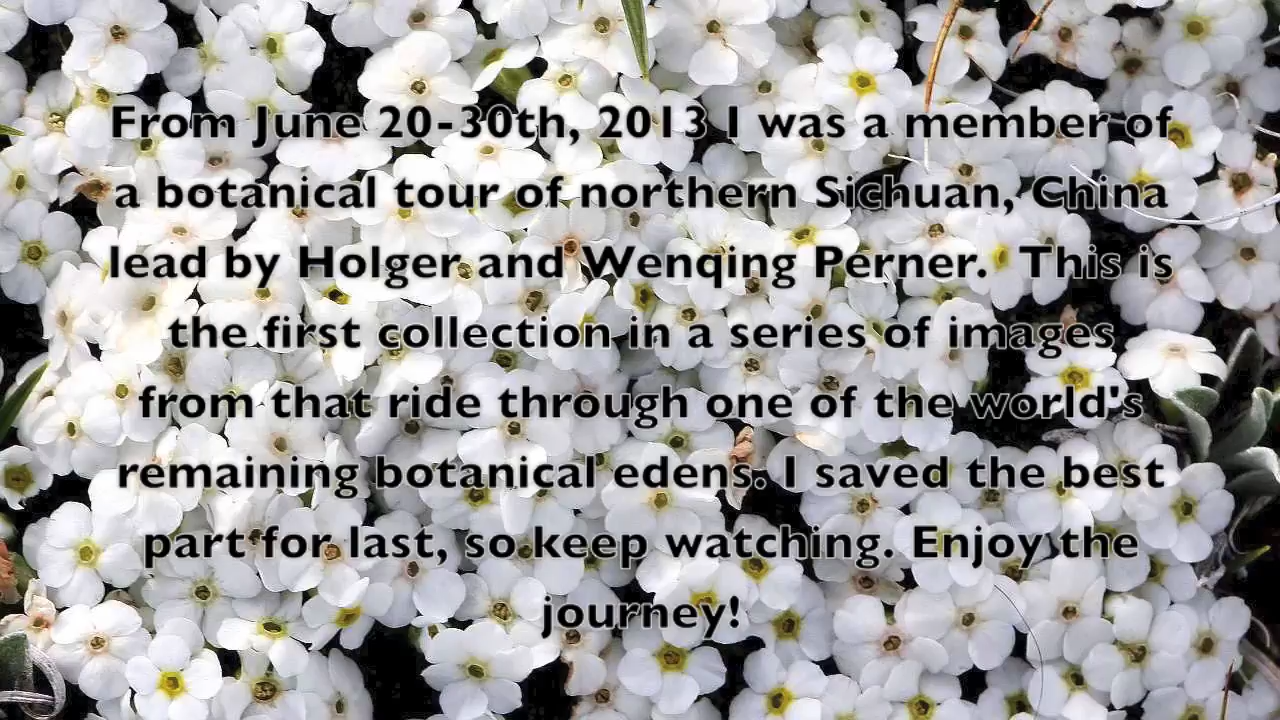 From June 20-30th, 2013 I was a member of
a botanical tour of northern Sichuan, China
lead by Holger and Wenqing Perner.  This is
the first collection in a series of images
from that ride through one of the world's
remaining botanical edens. I saved the best
part for last, so keep watching. Enjoy the
journey!